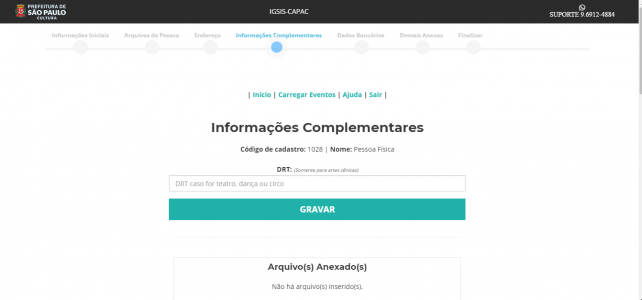 PREFEITURA DE
SÃO PAULO
CULTURA
IGSIS-CAPAC
SUPORTE 9.6912-4884
Informações Iniciais
Arquivos da Pessoa
Endereço
Informações Complementares
Dados Bancários
Demais Anexos
Finalizar
| Início | Carregar Eventos | Ajuda | Sair |
Informações Complementares
Código de cadastro: 1028 | Nome: Pessoa Física
DRT: (Somente para artes cênicas)
DRT caso for teatro, dança ou circo
GRAVAR
Arquivo(s) Anexado(s)
Não há arquivo(s) inserido(s).